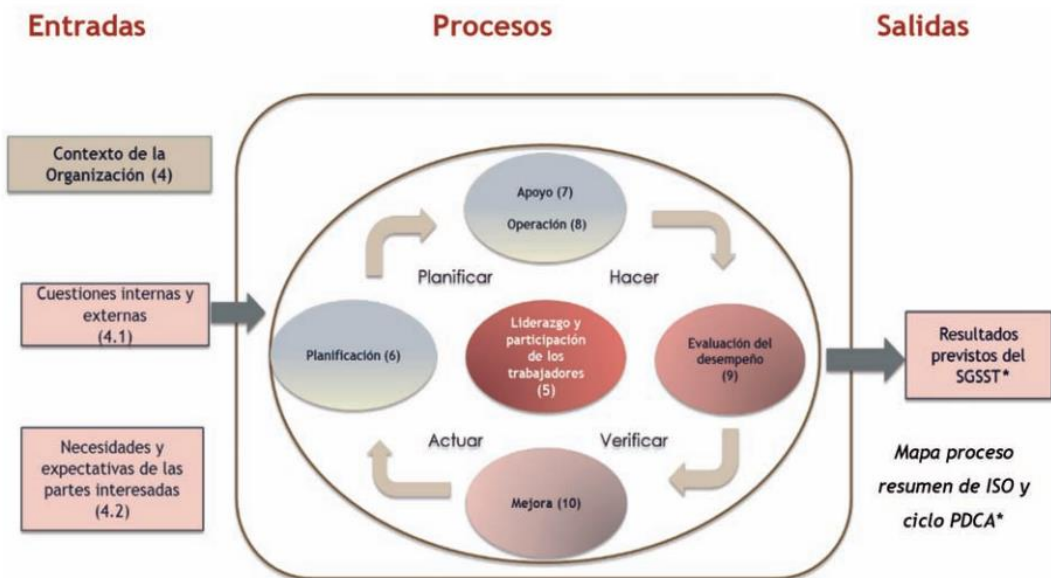 Entradas
Procesos
Salidas
Contexto de la
Organización (4)
Cuestiones internas y
externas
(4.1)
Necesidades y
expectativas de las
partes interesadas
(4.2)
Apoyo (7)
Operación (8)
Planificar
Hacer
Planificación (6)
Liderazgo y
participación
de los
trabajadores
(5)
Evaluación del
desempeño
(9)
Actuar
Verificar
Mejora (10)
Resultados
previstos del
SGSST*
Mapa proceso
resumen de ISO y
ciclo PDCA*